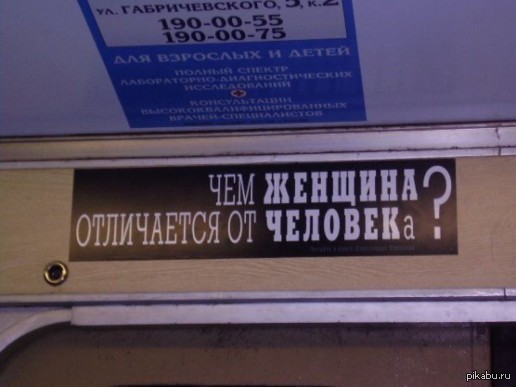 ул. ГАБРИЧЕВСКОГО, 5, к.2
190-00-55
190-00-75
ДЛЯ ВЗРОСЛЫХ И ДЕТЕЙ
ПОЛНЫЙ СПЕКТР
ЛАБОРАТОРНО-ДИАГНОСТИЧЕСКИХ
ИССЛЕДОВАНИЙ
КОНСУЛЬТАЦИИ
ВЫСОКОКВАЛИФИЦИРОВАННЫХ
ВРАЧЕЙ-СПЕЦИАЛИСТОВ
ЧЕМ ЖЕНЩИНА
ОТЛИЧАЕТСЯ ОТ ЧЕЛОВЕКа?
pikabu.ru